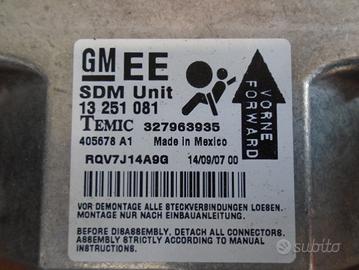 GM EE
SDM Unit
13 251 081
TEMIC 327963935
405678 A1 Made in Mexico
RQV7J14A9G 14/09/07 00
VORNE
FORWARD
VOR DEMONTAGE ALLE STECKVERBINDUNGEN LOESEN.
MONTAGE NUR NACH EINBAUANLEITUNG.
BEFORE DISASSEMBLY, DETACH ALL CONNECTORS.
ASSEMBLY STRICTLY ACCORDING TO MANUAL
INSTRUCTIONS.
subito